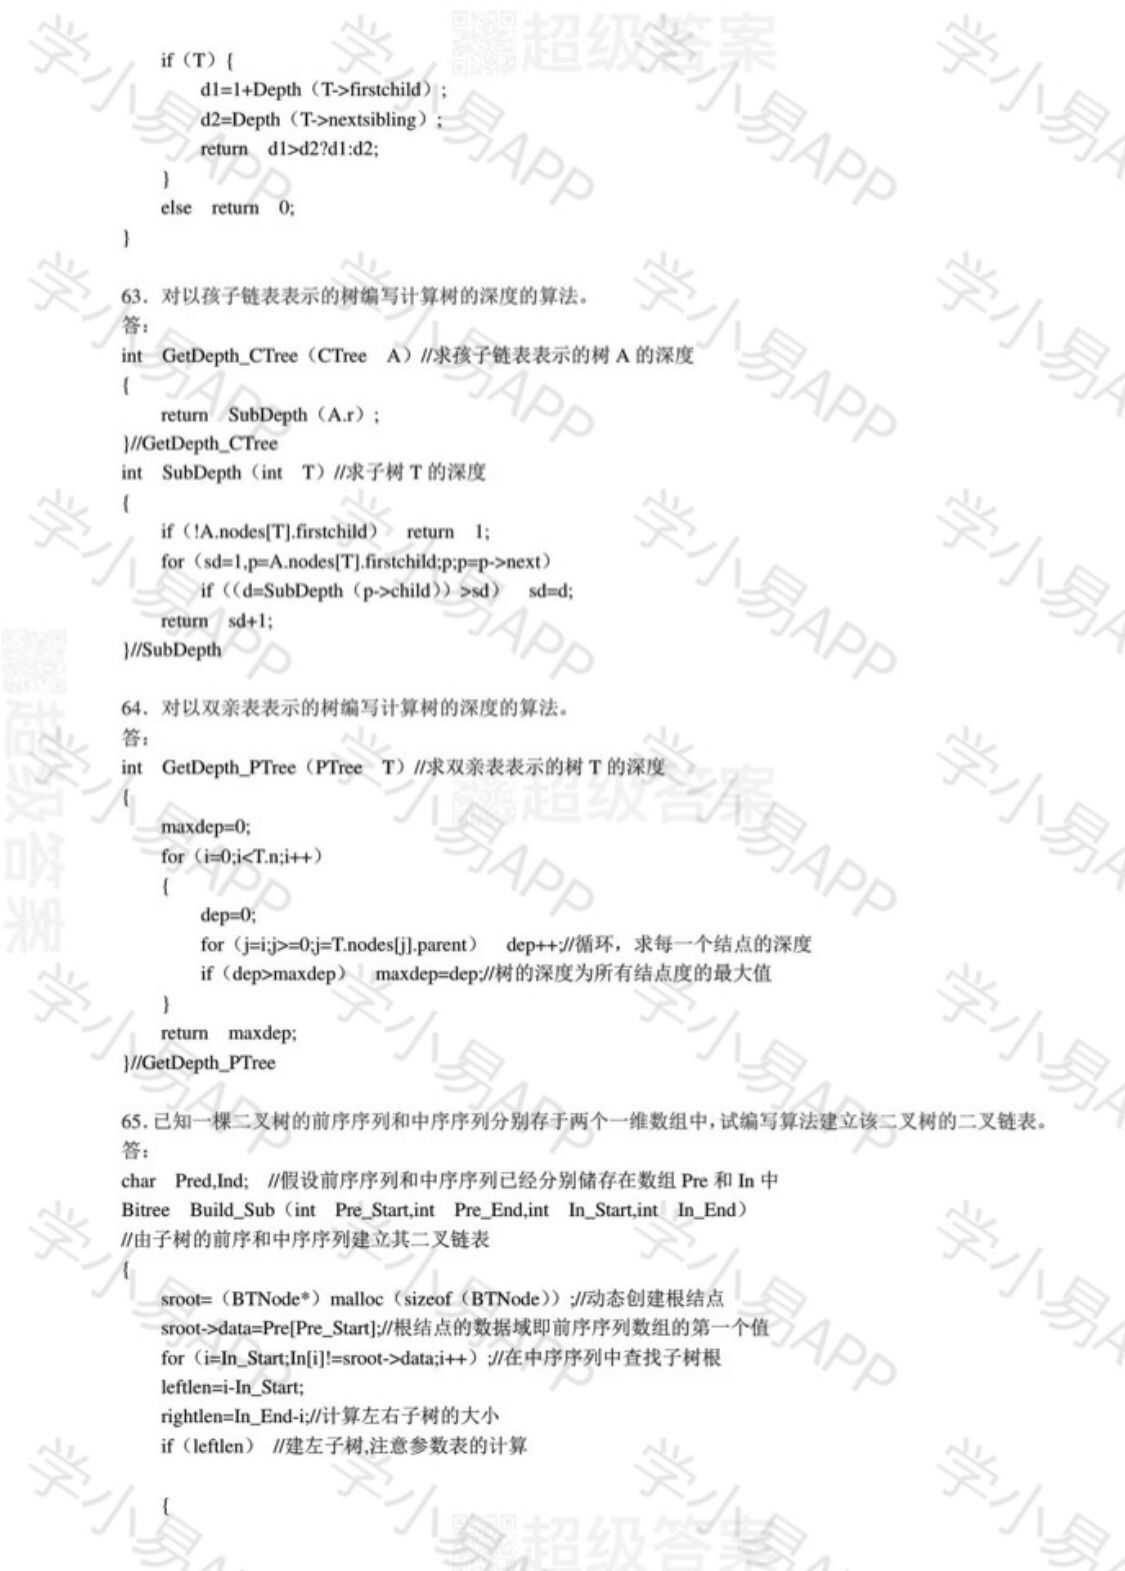 if（T）{
d1=1+Depth（T->firstchild）;
d2=Depth（T->nextsibling）;
return d1>d2?d1:d2;
}
else return 0;
}
63．对以孩子链表表示的树编写计算树的深度的算法。
答：
int GetDepth_CTree（CTree A）//求孩子链表表示的树 A 的深度
{
return SubDepth（A.r）;
}//GetDepth_CTree
int SubDepth（int T）//求子树 T 的深度
{
if（!A.nodes[T].firstchild） return 1;
for（sd=1,p=A.nodes[T].firstchild;p;p=p->next）
if（(d=SubDepth（p->child）) >sd） sd=d;
return sd+1;
}//SubDepth
64．对以双亲表表示的树编写计算树的深度的算法。
答：
int GetDepth_PTree（PTree T）//求双亲表表示的树 T 的深度
{
maxdep=0;
for（i=0;i<T.n;i++）
{
dep=0;
for（j=i;j>=0;j=T.nodes[j].parent） dep++;//循环，求每一个结点的深度
if（dep>maxdep） maxdep=dep;//树的深度为所有结点度的最大值
}
return maxdep;
}//GetDepth_PTree
65.已知一棵二叉树的前序序列和中序序列分别存于两个一维数组中,试编写算法建立该二叉树的二叉链表。
答：
char Pred,Ind; //假设前序序列和中序序列已经分别储存在数组 Pre 和 In 中
Bitree Build_Sub（int Pre_Start,int Pre_End,int In_Start,int In_End）
//由子树的前序和中序序列建立其二叉链表
{
sroot=（BTNode*）malloc（sizeof（BTNode））;//动态创建根结点
sroot->data=Pre[Pre_Start];//根结点的数据域即前序序列数组的第一个值
for（i=In_Start;In[i]!=sroot->data;i++）;//在中序序列中查找子树根
leftlen=i-In_Start;
rightlen=In_End-i;//计算左右子树的大小
if（leftlen） //建左子树,注意参数表的计算
{
学小易APP
超级答案